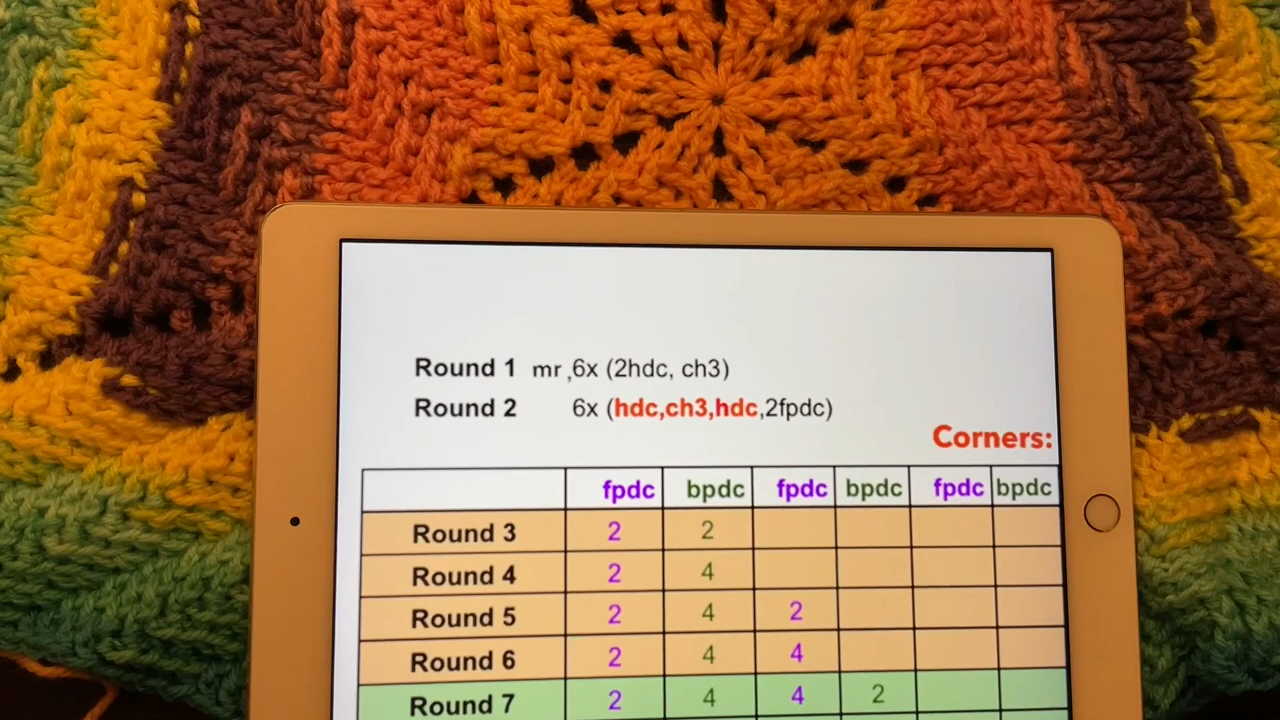 Round 1 mr ,6x (2hdc, ch3)
Round 2 6x (hdc,ch3,hdc,2fpdc)
Corners:
fpdc bpdc fpdc bpdc fpdc bpdc
Round 3 2 2
Round 4 2 4
Round 5 2 4 2
Round 6 2 4 4
Round 7 2 4 4 2